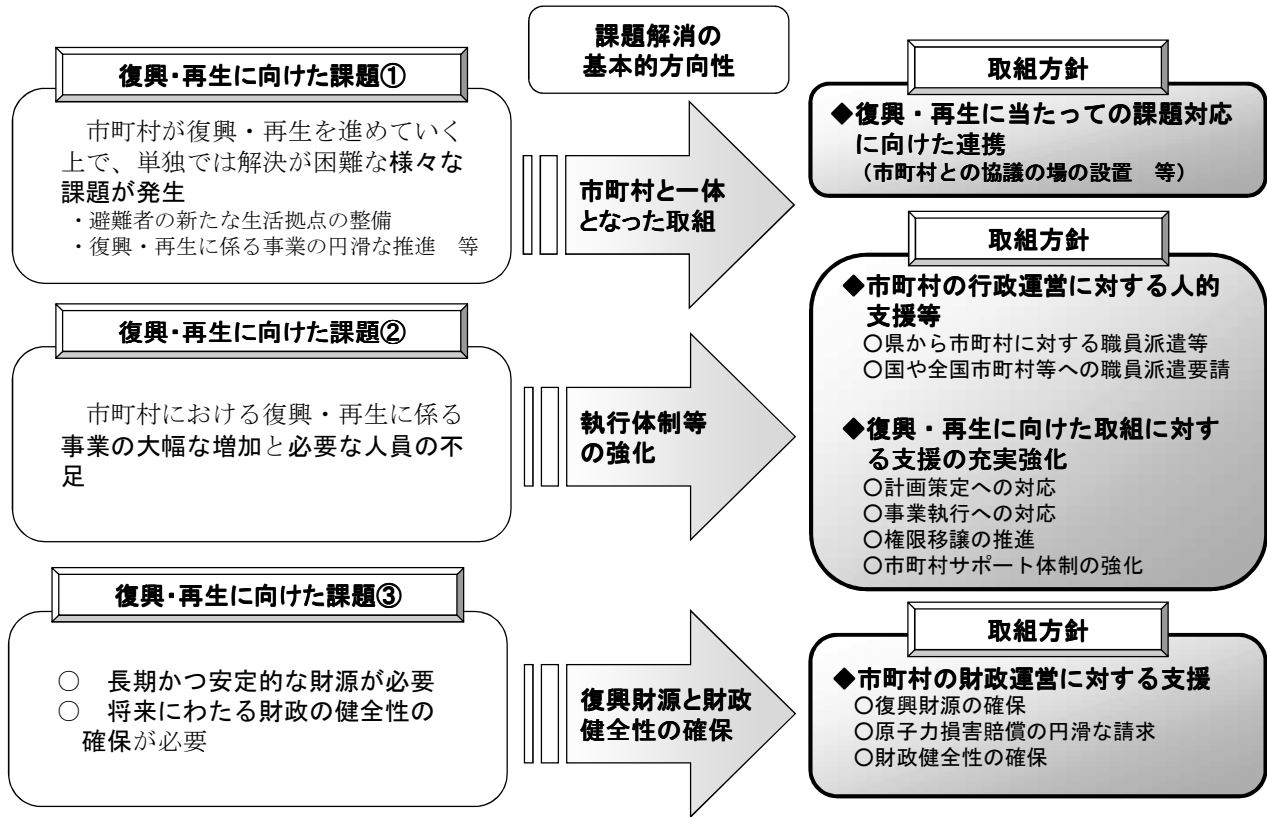 課題解消の
基本的方向性
復興・再生に向けた課題①
市町村が復興・再生を進めていく
上で、単独では解決が困難な様々な
課題が発生
・避難者の新たな生活拠点の整備
・復興・再生に係る事業の円滑な推進　等
市町村と一体
となった取組
取組方針
◆復興・再生に当たっての課題対応
に向けた連携
（市町村との協議の場の設置　等）
復興・再生に向けた課題②
市町村における復興・再生に係る
事業の大幅な増加と必要な人員の不
足
執行体制等
の強化
取組方針
◆市町村の行政運営に対する人的
支援等
○県から市町村に対する職員派遣等
○国や全国市町村等への職員派遣要請
◆復興・再生に向けた取組に対す
る支援の充実強化
○計画策定への対応
○事業執行への対応
○権限移譲の推進
○市町村サポート体制の強化
復興・再生に向けた課題③
○　長期かつ安定的な財源が必要
○　将来にわたる財政の健全性の
確保が必要
復興財源と財政
健全性の確保
取組方針
◆市町村の財政運営に対する支援
○復興財源の確保
○原子力損害賠償の円滑な請求
○財政健全性の確保